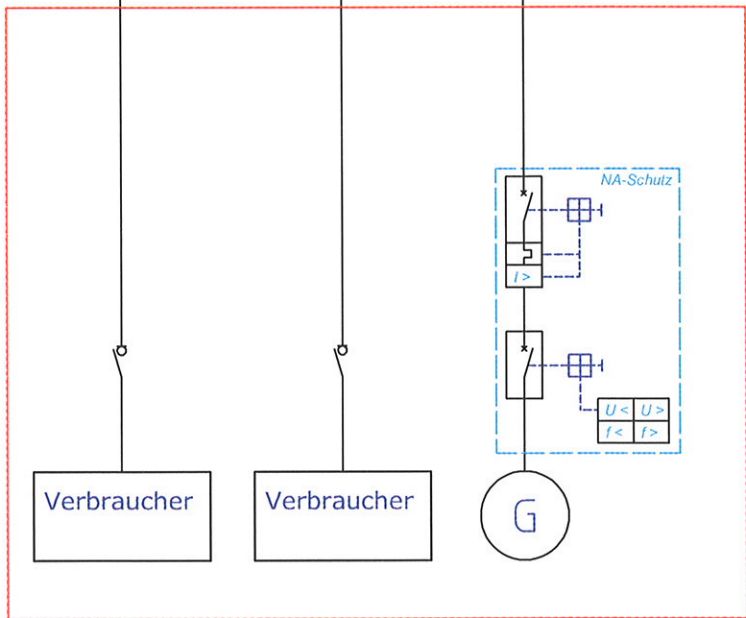 NA-Schutz
I >
U < U >
f < f >
Verbraucher
Verbraucher
G